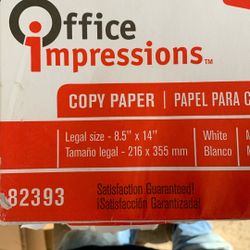 Office
impressions™
COPY PAPER | PAPEL PARA C
Legal size - 8.5" x 14"
Tamaño legal - 216 x 355 mm
White
Blanco
82393
Satisfaction Guaranteed!
¡Satisfacción Garantizada!